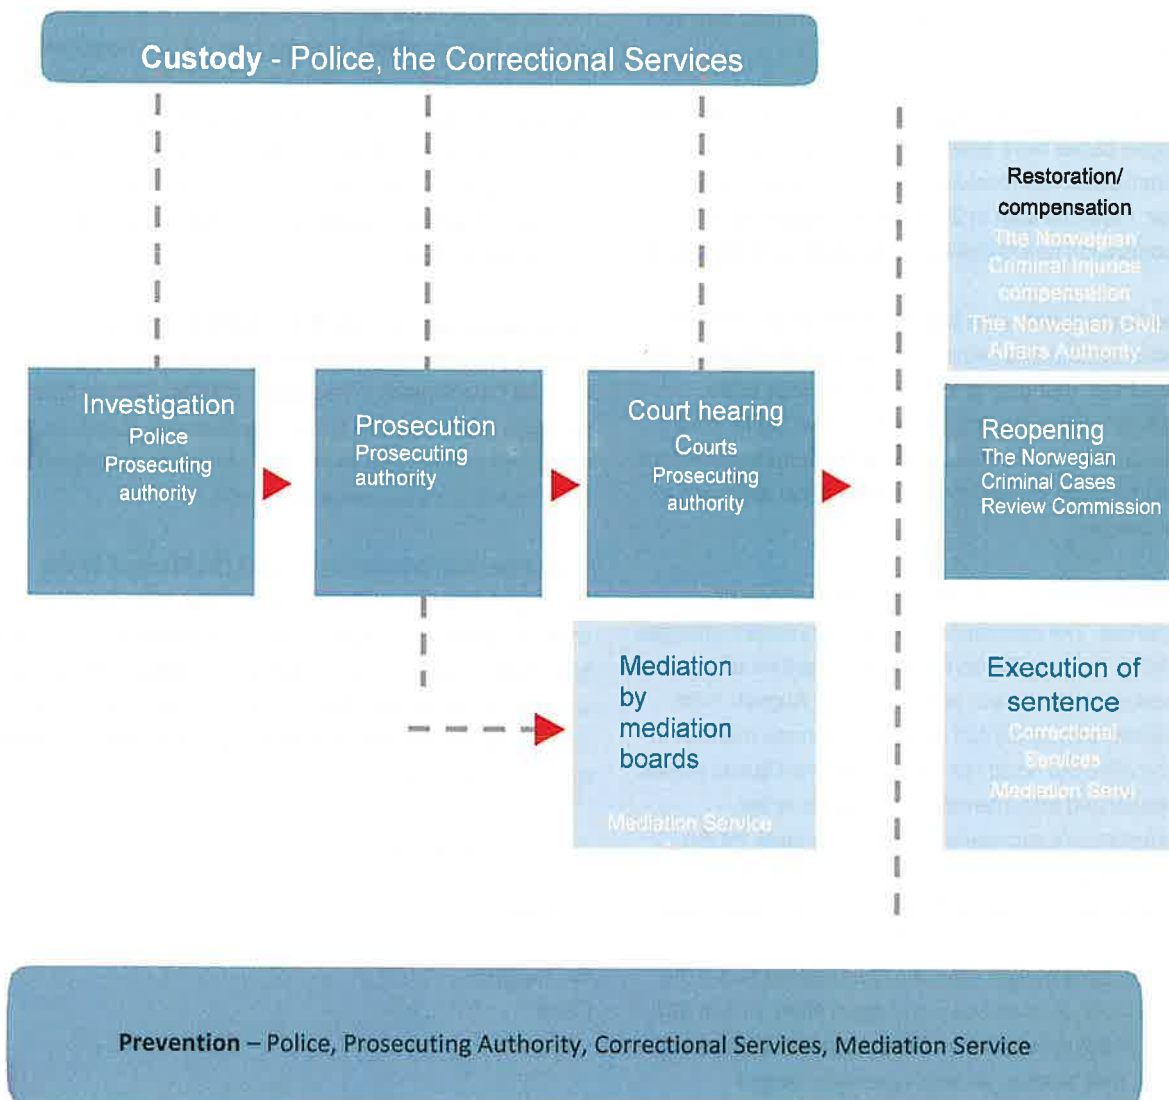 Custody - Police, the Correctional Services
Restoration/
compensation
The Norwegian
Criminal Injuries
compensation
The Norwegian Civil
Affairs Authority
Investigation
Police
Prosecuting
authority
Prosecution
Prosecuting
authority
Court hearing
Courts
Prosecuting
authority
Reopening
The Norwegian
Criminal Cases
Review Commission
Mediation
by
mediation
boards
Mediation Service
Execution of
sentence
Correctional
Services
Mediation Servi
Prevention – Police, Prosecuting Authority, Correctional Services, Mediation Service